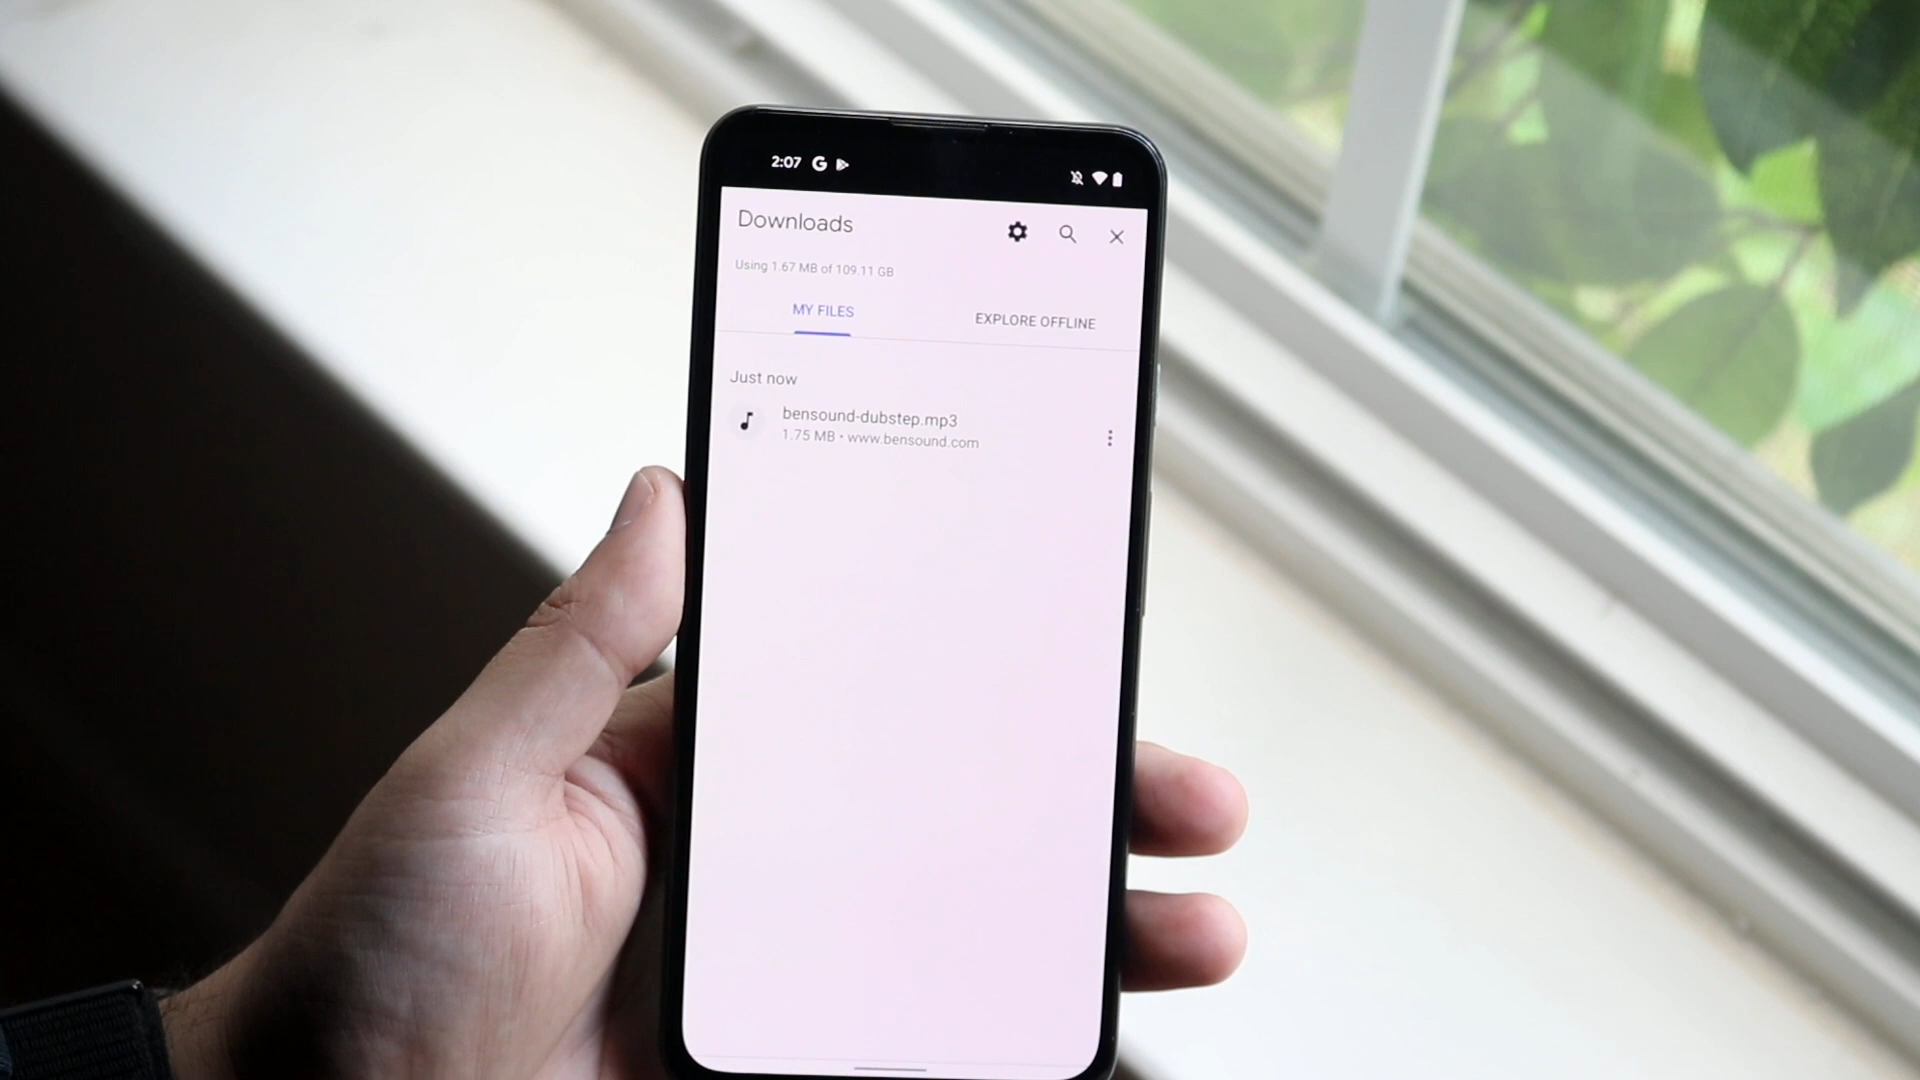 2:07 G
Downloads
Using 1.67 MB of 109.11 GB
MY FILES
EXPLORE OFFLINE
Just now
bensound-dubstep.mp3
1.75 MB • www.bensound.com